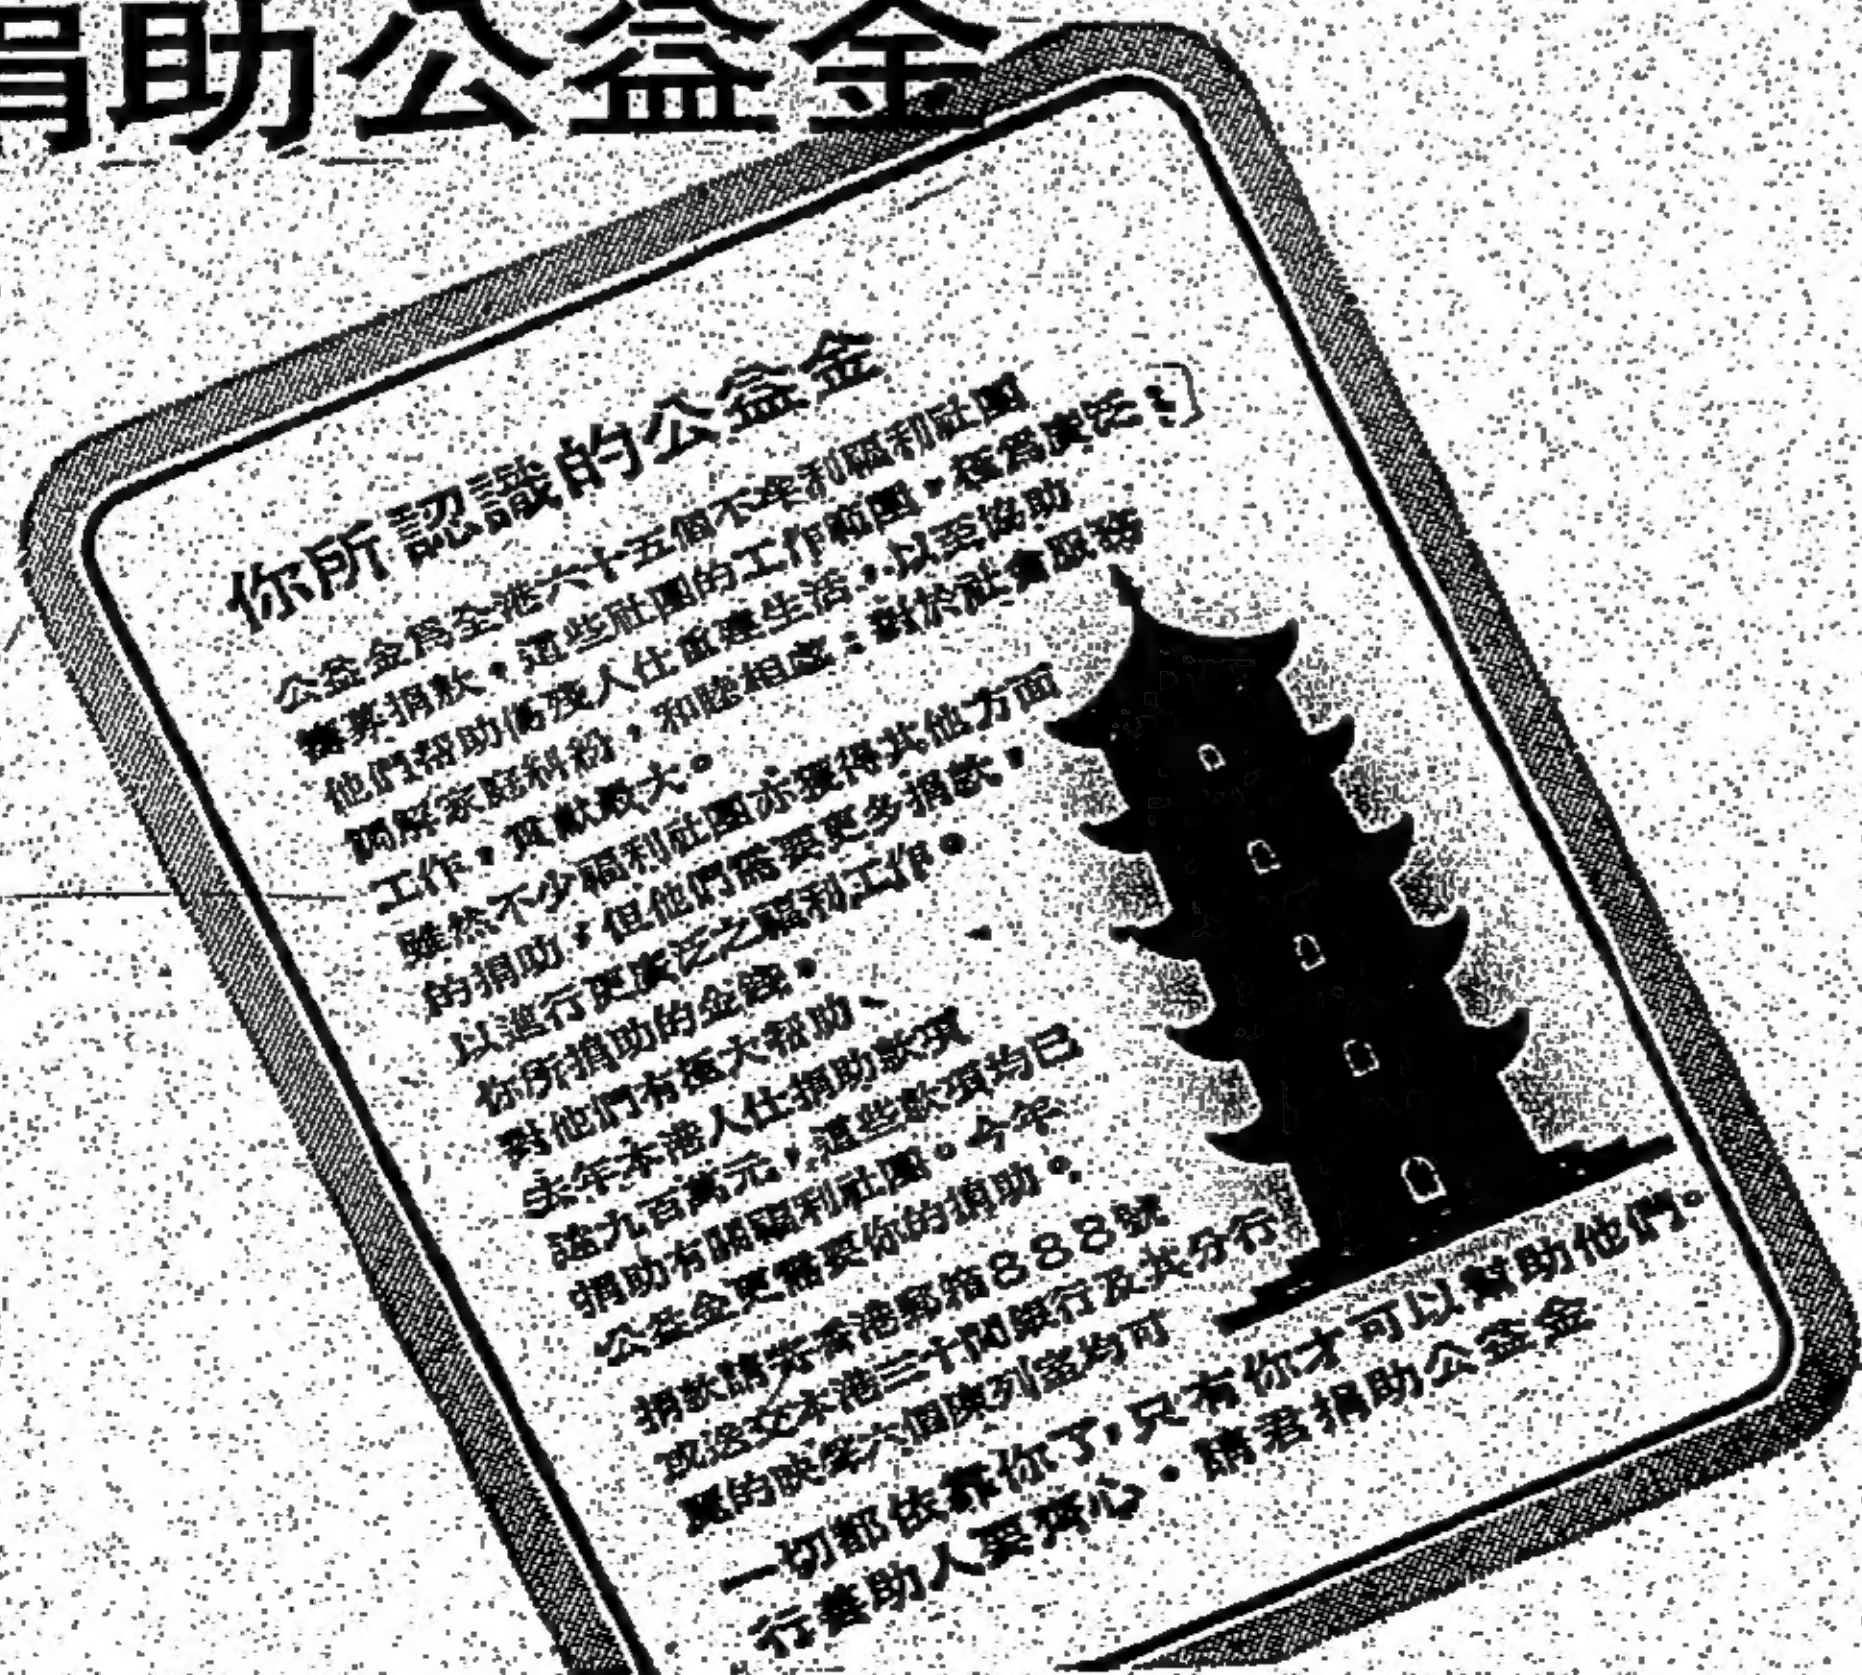 捐助公益金
你所認識的公益金
公益金爲全港六十五個不牟利福利社團
籌募捐款，這些社團的工作範圍，極爲廣泛；
他們幫助傷殘人仕重建生活，以至協助
調解家庭糾紛，和睦相處；對於社會服務
工作，貢獻殊大。
雖然不少福利社團亦獲得其他方面
的捐助，但他們需要更多捐款，
以進行更廣泛之福利工作。
你所捐助的金錢，
對他們有極大幫助、
去年本港人仕捐助款項
達九百萬元，這些款項均已
捐助有關福利社團。今年
公益金更需要你的捐助。
捐款請寄香港郵箱888號
或送交本港三十間銀行及其分行
一切都依靠你了，只有你才可以幫助他們。
行善助人要齊心，請君捐助公益金